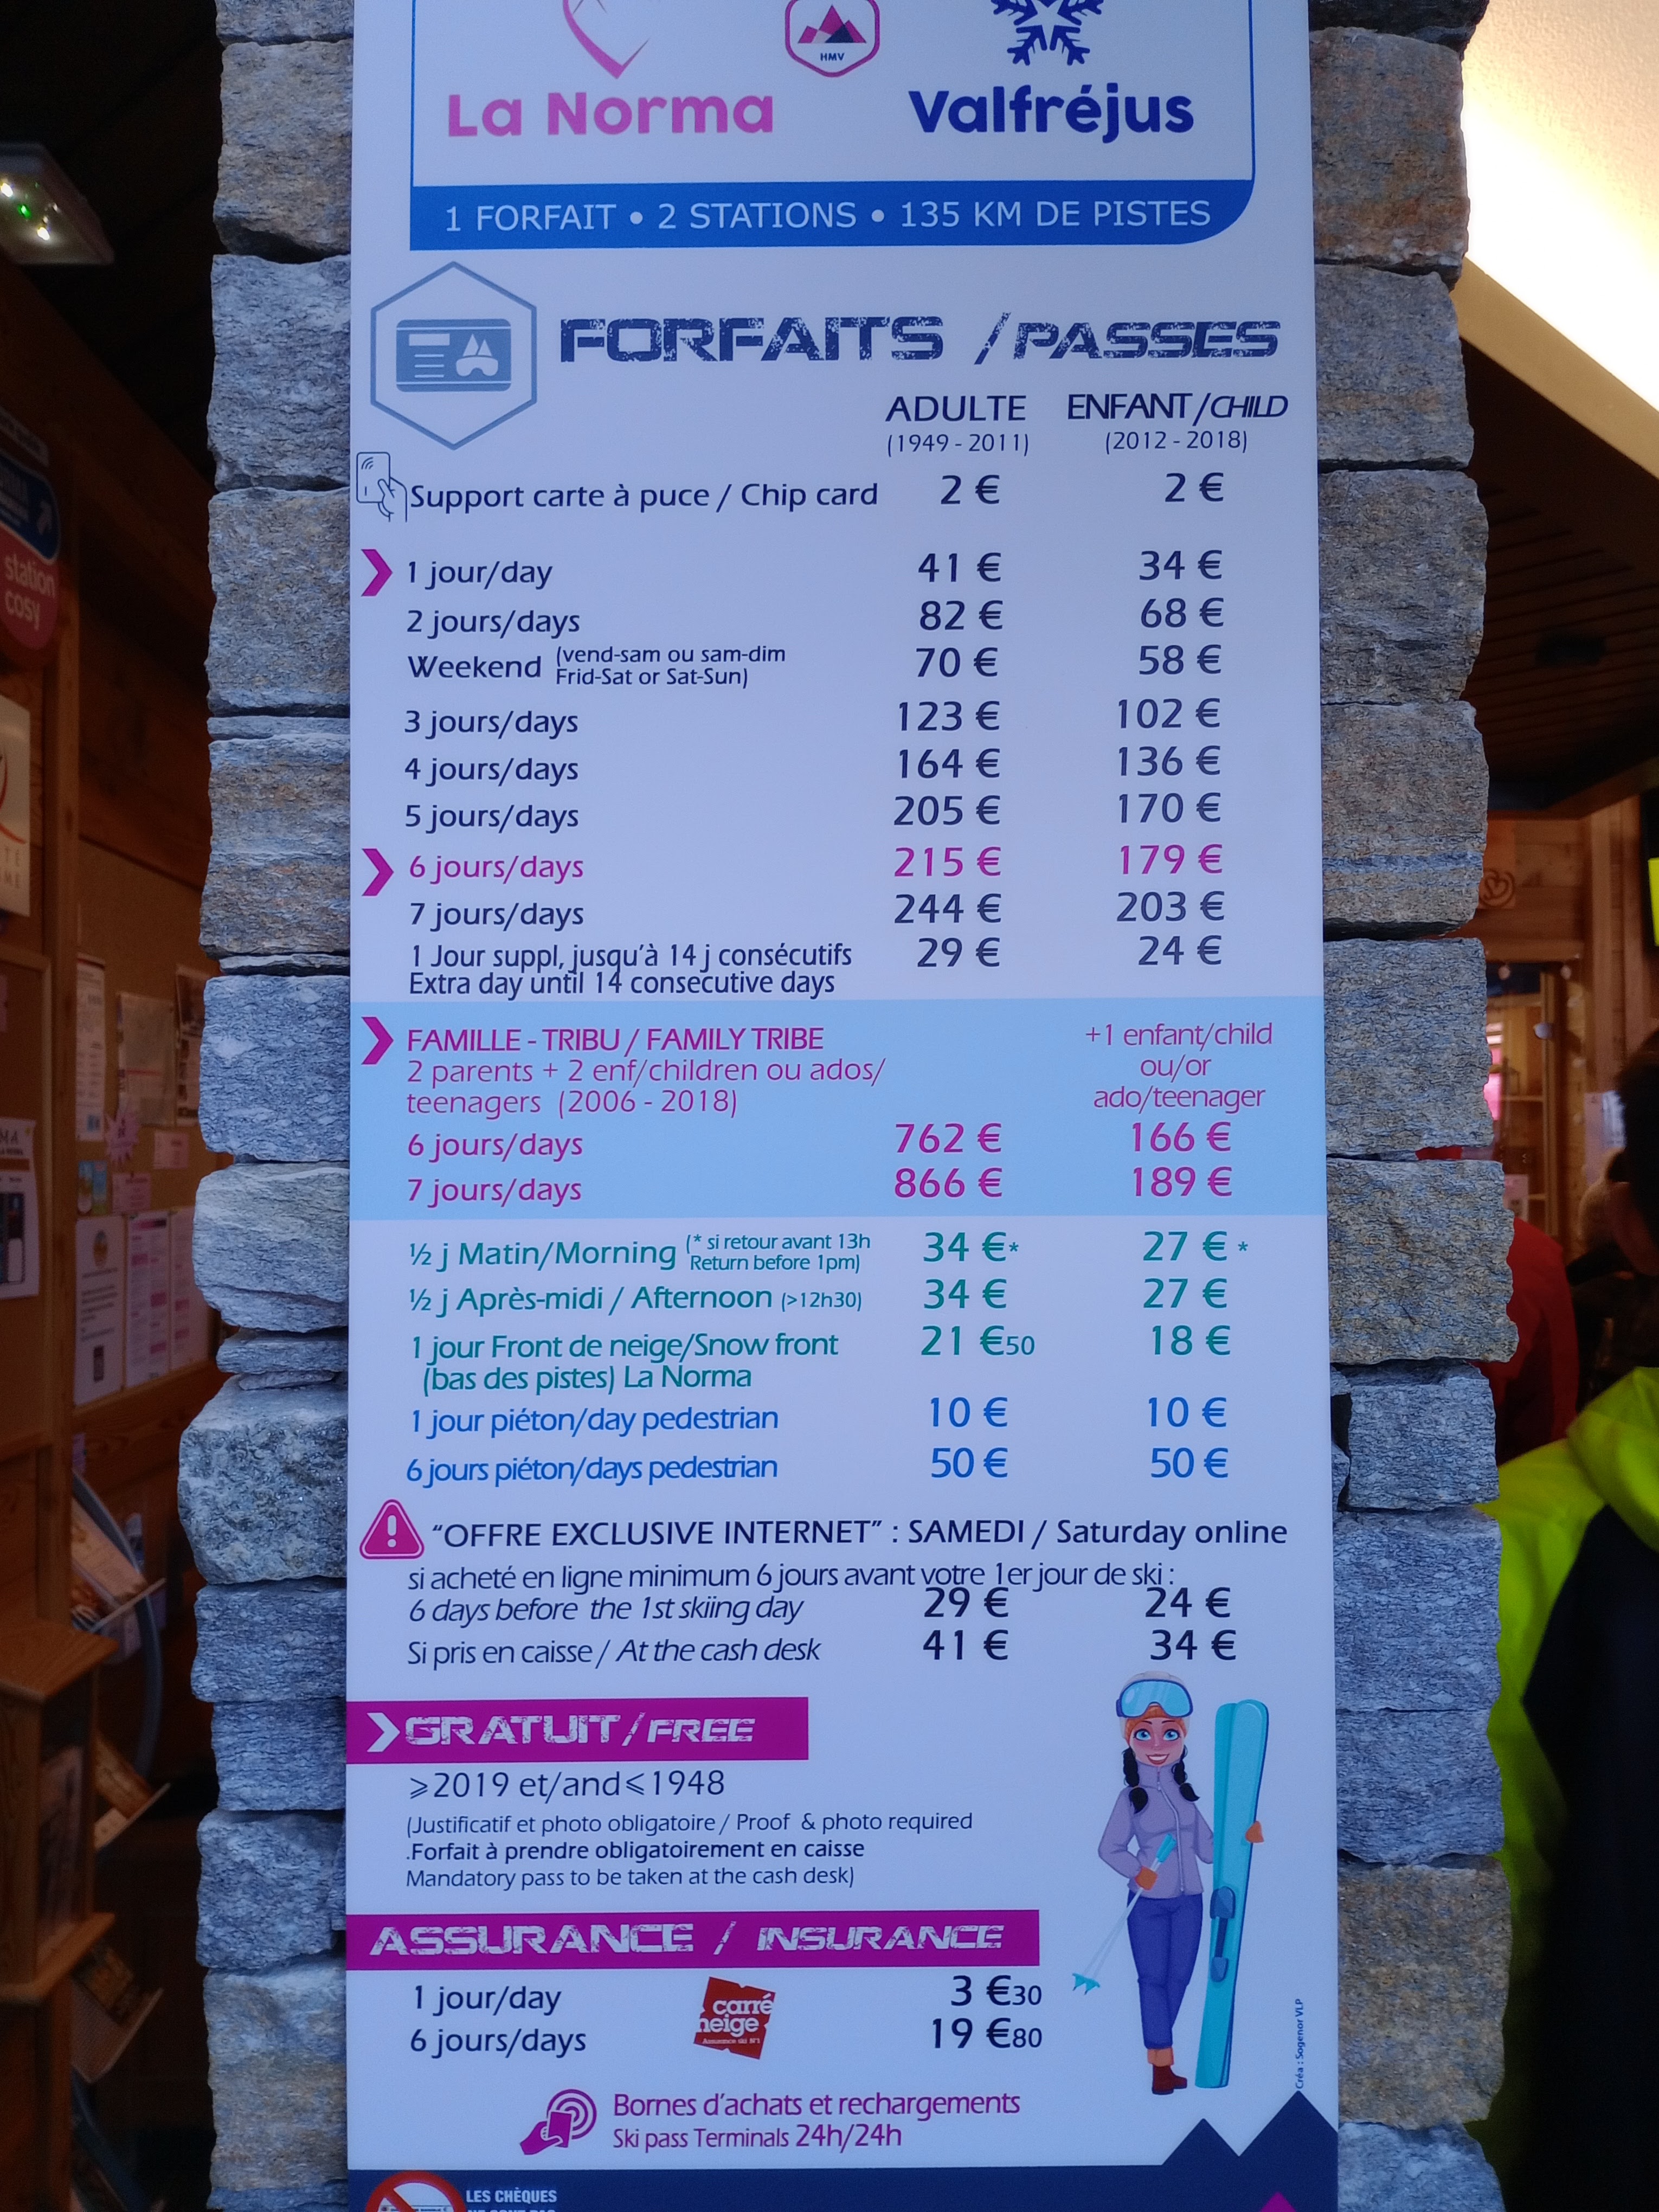 HMV
La Norma
Valfréjus
1 FORFAIT • 2 STATIONS • 135 KM DE PISTES
FORFAITS / PASSES
ADULTE ENFANT/CHILD
(1949 - 2011) (2012 - 2018)
Support carte à puce / Chip card 2 € 2 €
1 jour/day 41 € 34 €
2 jours/days 82 € 68 €
Weekend (vend-sam ou sam-dim Frid-Sat or Sat-Sun) 70 € 58 €
3 jours/days 123 € 102 €
4 jours/days 164 € 136 €
5 jours/days 205 € 170 €
6 jours/days 215 € 179 €
7 jours/days 244 € 203 €
1 Jour suppl, jusqu'à 14 j consécutifs 29 € 24 €
Extra day until 14 consecutive days
FAMILLE - TRIBU / FAMILY TRIBE +1 enfant/child
2 parents + 2 enf/children ou ados/ ou/or
teenagers (2006 - 2018) ado/teenager
6 jours/days 762 € 166 €
7 jours/days 866 € 189 €
½ j Matin/Morning (* si retour avant 13h Return before 1pm) 34 €* 27 € *
½ j Après-midi / Afternoon (>12h30) 34 € 27 €
1 jour Front de neige/Snow front 21 €50 18 €
(bas des pistes) La Norma
1 jour piéton/day pedestrian 10 € 10 €
6 jours piéton/days pedestrian 50 € 50 €
"OFFRE EXCLUSIVE INTERNET" : SAMEDI / Saturday online
si acheté en ligne minimum 6 jours avant votre 1er jour de ski :
6 days before the 1st skiing day 29 € 24 €
Si pris en caisse / At the cash desk 41 € 34 €
GRATUIT/FREE
⩾2019 et/and⩽1948
(Justificatif et photo obligatoire / Proof & photo required
.Forfait à prendre obligatoirement en caisse
Mandatory pass to be taken at the cash desk)
ASSURANCE / INSURANCE
1 jour/day 3 €30
6 jours/days 19 €80
carré
neige
Créa : Sogenor VLP
Bornes d'achats et rechargements
Ski pass Terminals 24h/24h
LES CHÈQUES
station
cosy